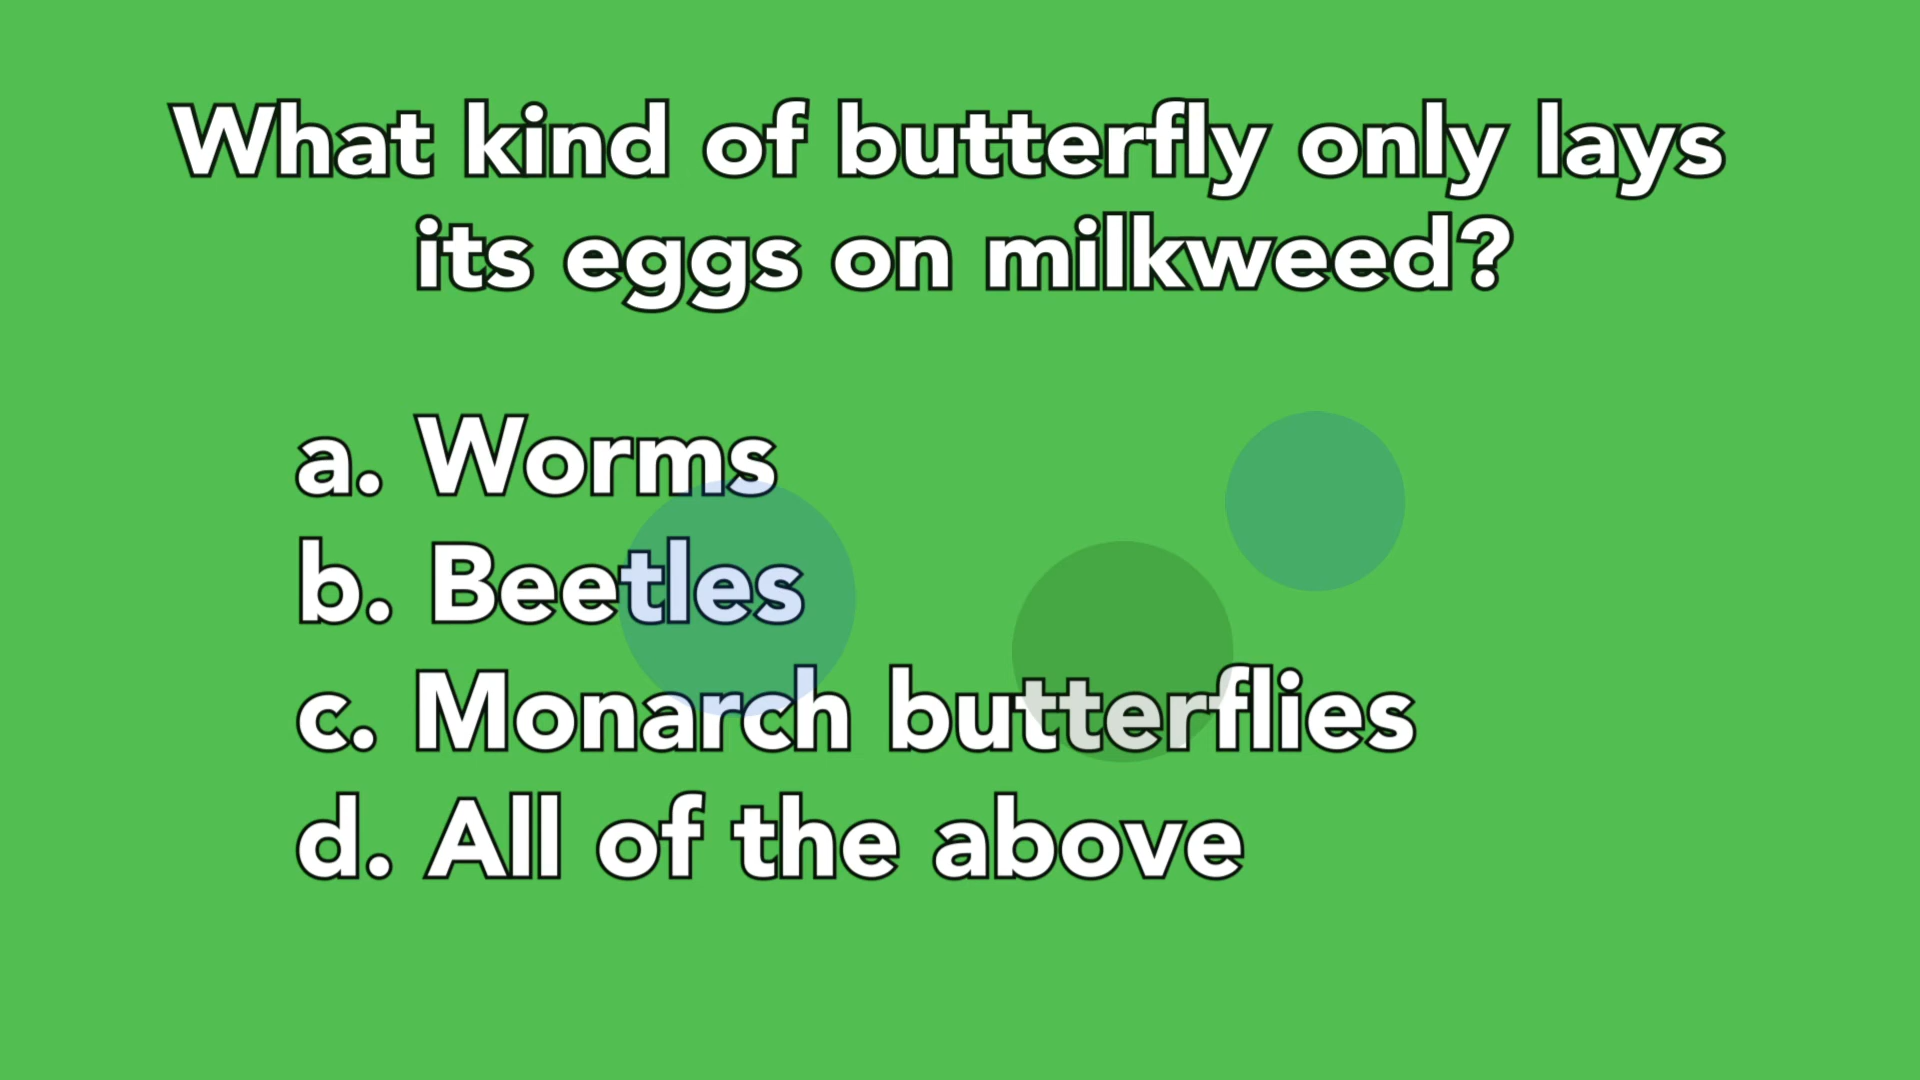 What kind of butterfly only lays
its eggs on milkweed?
a. Worms
b. Beetles
c. Monarch butterflies
d. All of the above